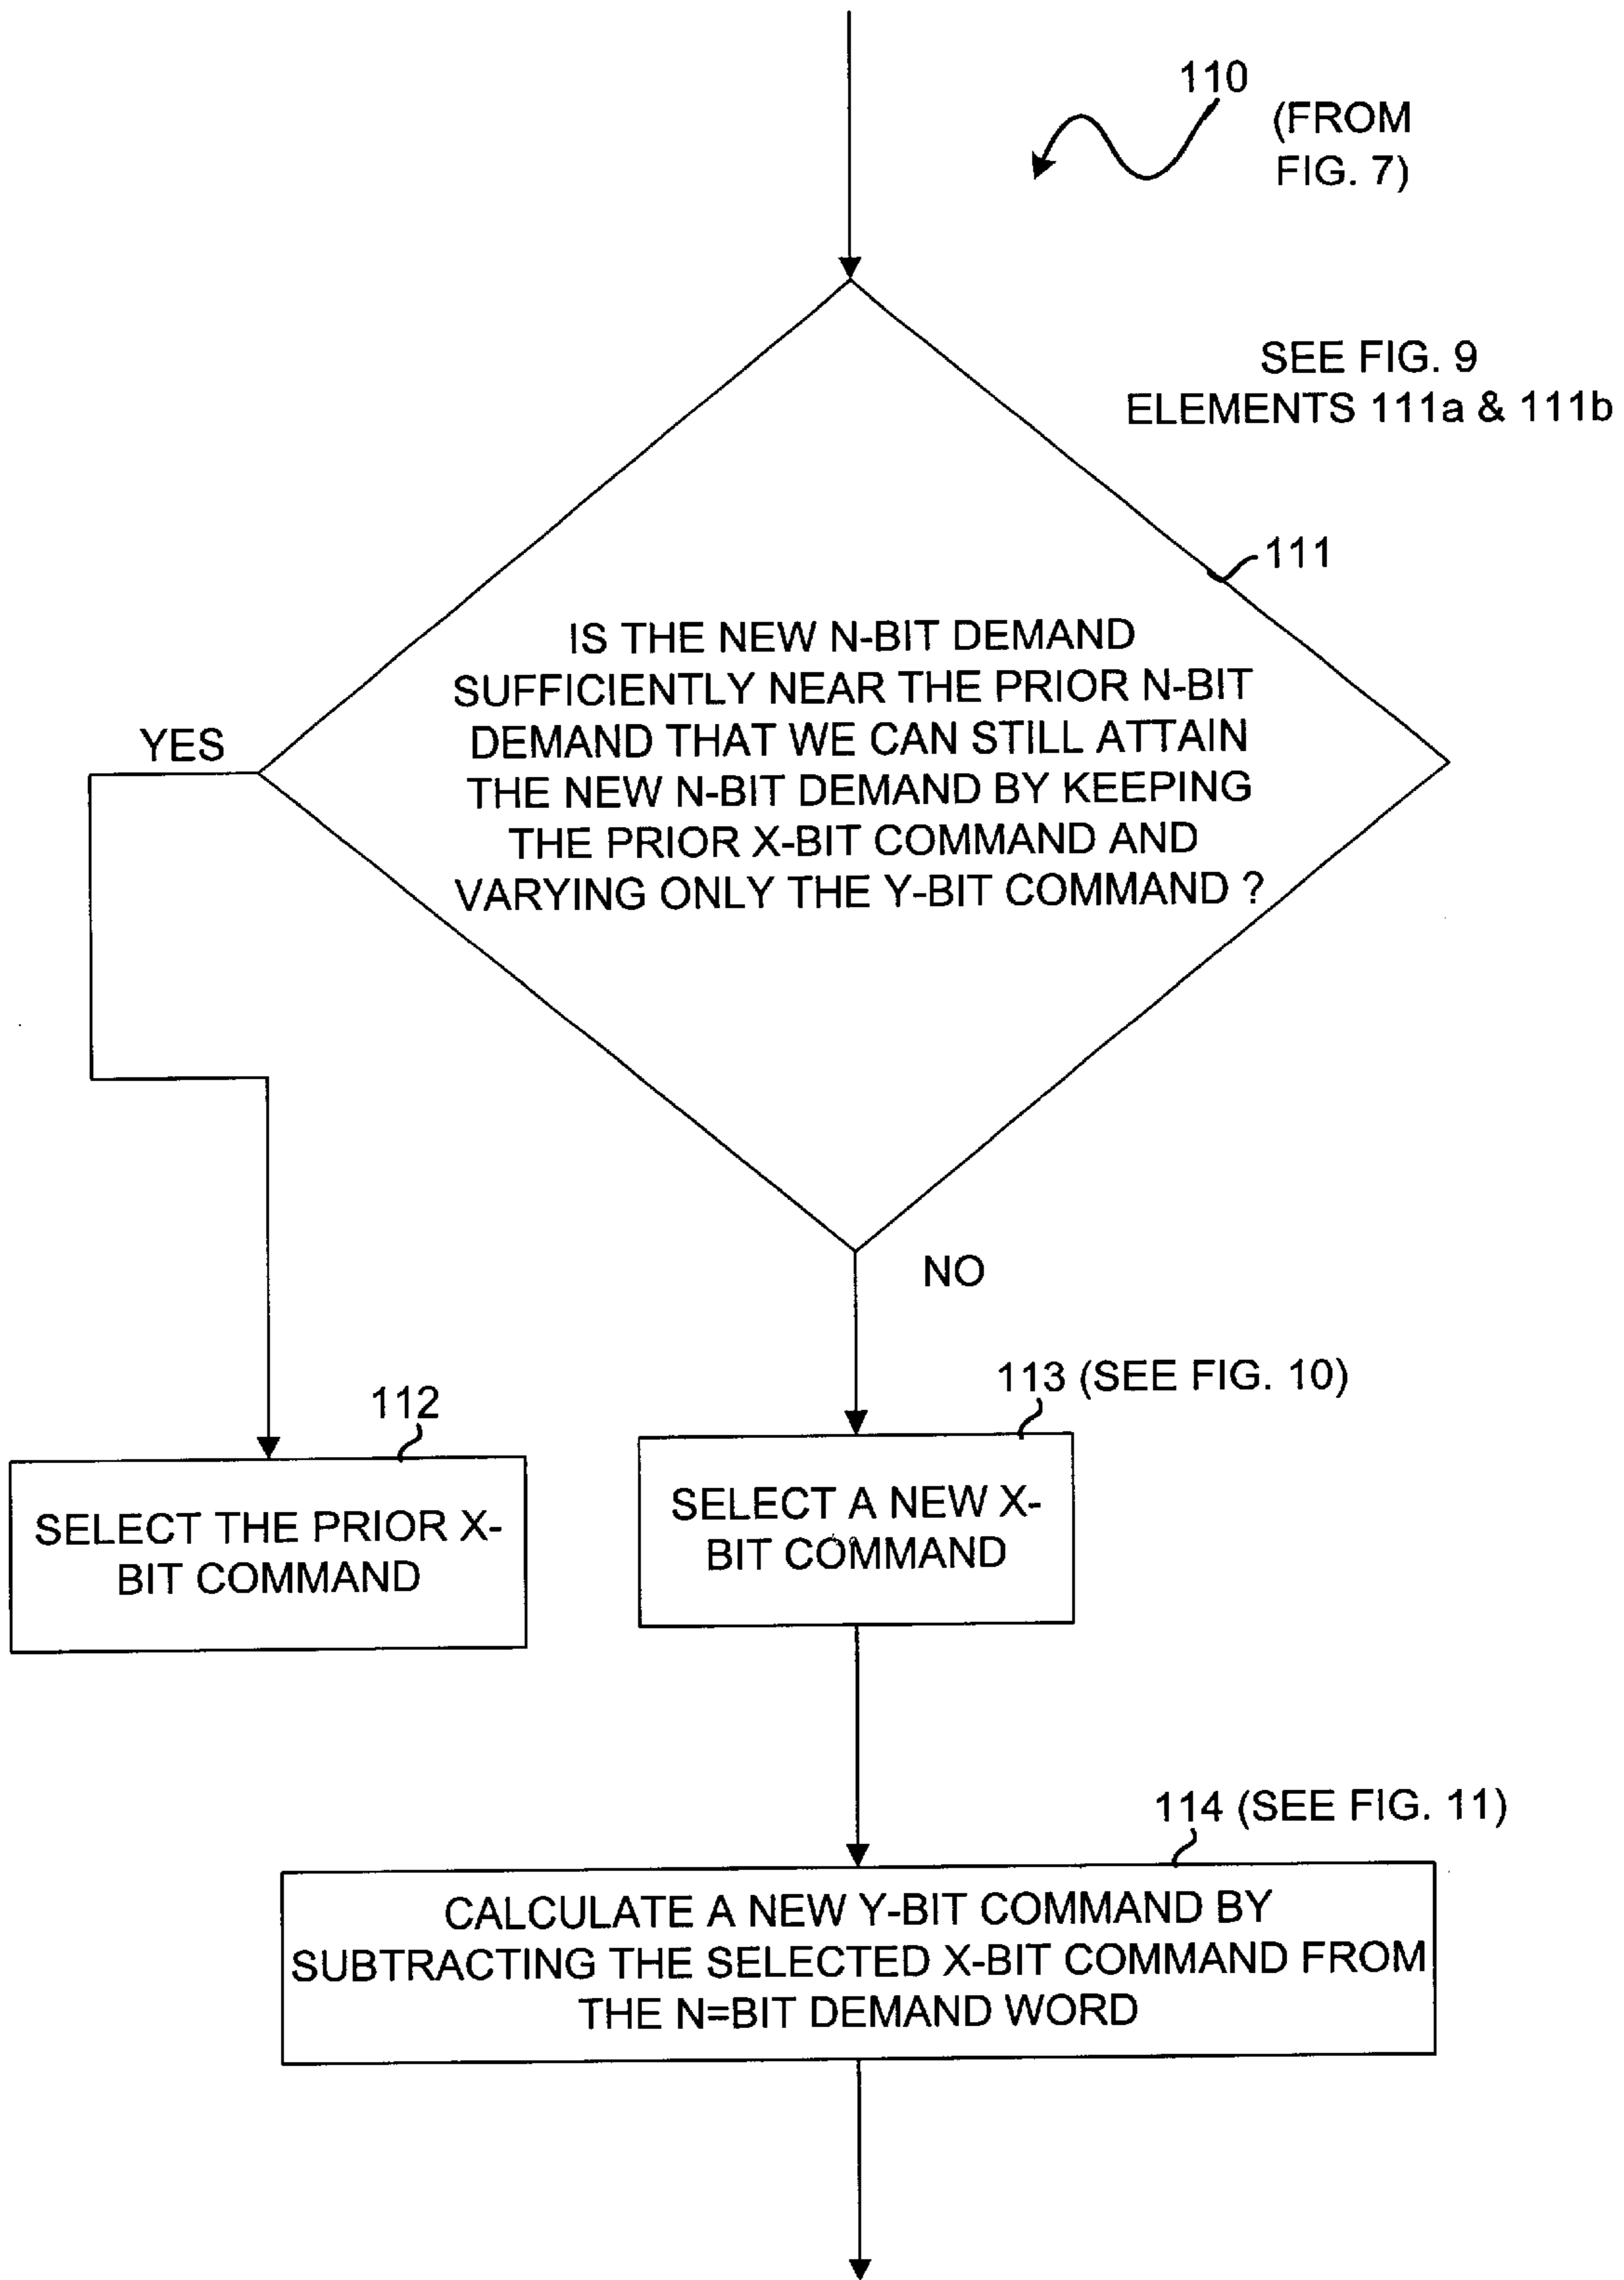 110
(FROM
FIG. 7)
SEE FIG. 9
ELEMENTS 111a & 111b
111
IS THE NEW N-BIT DEMAND
SUFFICIENTLY NEAR THE PRIOR N-BIT
DEMAND THAT WE CAN STILL ATTAIN
THE NEW N-BIT DEMAND BY KEEPING
THE PRIOR X-BIT COMMAND AND
VARYING ONLY THE Y-BIT COMMAND ?
YES
NO
113 (SEE FIG. 10)
112
SELECT THE PRIOR X-
BIT COMMAND
SELECT A NEW X-
BIT COMMAND
114 (SEE FIG. 11)
CALCULATE A NEW Y-BIT COMMAND BY
SUBTRACTING THE SELECTED X-BIT COMMAND FROM
THE N=BIT DEMAND WORD